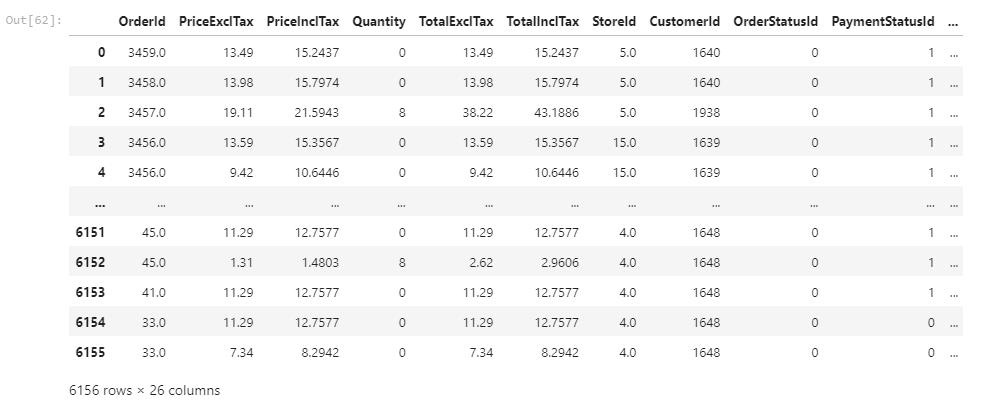 Out[62]:
OrderId PriceExclTax PriceInclTax Quantity TotalExclTax TotalInclTax StoreId CustomerId OrderStatusId PaymentStatusId ...
0 3459.0 13.49 15.2437 0 13.49 15.2437 5.0 1640 0 1 ...
1 3458.0 13.98 15.7974 0 13.98 15.7974 5.0 1640 0 1 ...
2 3457.0 19.11 21.5943 8 38.22 43.1886 5.0 1938 0 1 ...
3 3456.0 13.59 15.3567 0 13.59 15.3567 15.0 1639 0 1 ...
4 3456.0 9.42 10.6446 0 9.42 10.6446 15.0 1639 0 1 ...
... ... ... ... ... ... ... ... ... ... ... ...
6151 45.0 11.29 12.7577 0 11.29 12.7577 4.0 1648 0 1 ...
6152 45.0 1.31 1.4803 8 2.62 2.9606 4.0 1648 0 1 ...
6153 41.0 11.29 12.7577 0 11.29 12.7577 4.0 1648 0 1 ...
6154 33.0 11.29 12.7577 0 11.29 12.7577 4.0 1648 0 0 ...
6155 33.0 7.34 8.2942 0 7.34 8.2942 4.0 1648 0 0 ...
6156 rows × 26 columns